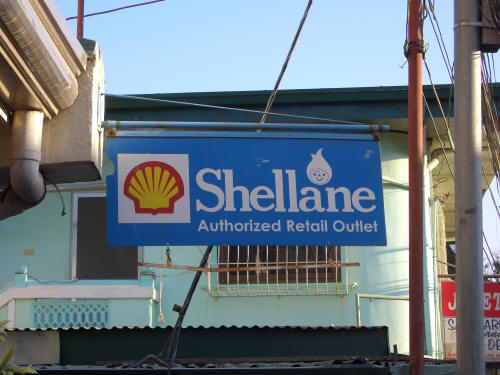 Shellane
Authorized Retail Outlet